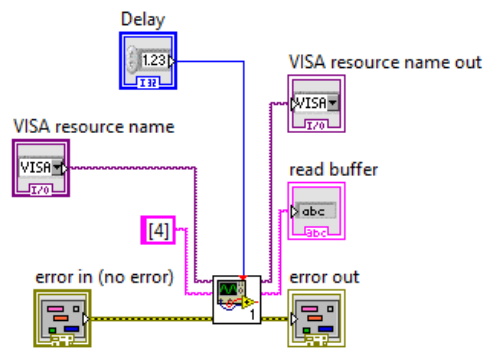 Delay
1.23
I32
VISA resource name out
VISA
I/O
VISA resource name
VISA
I/O
read buffer
abc
abc
[4]
error in (no error)
error out
1